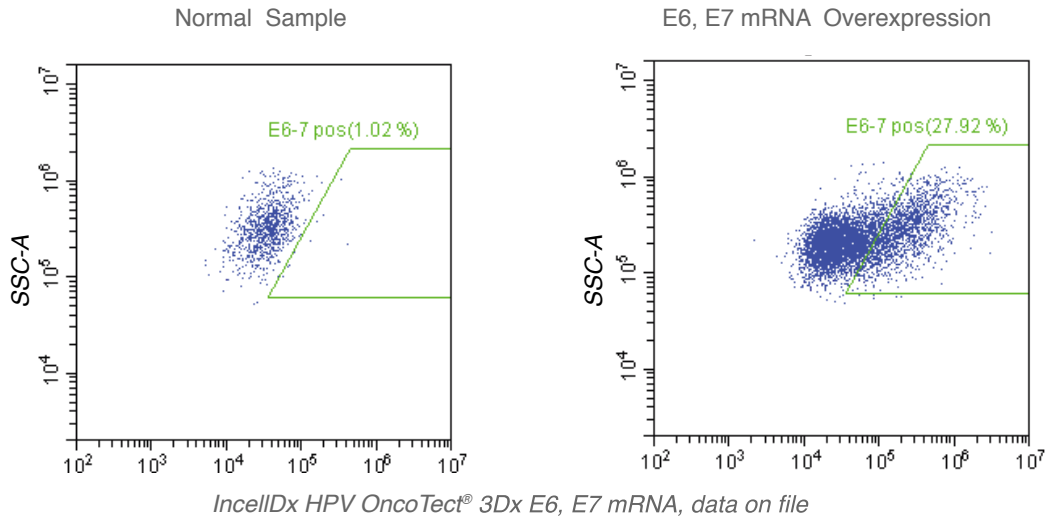 Normal Sample
E6, E7 mRNA Overexpression
E6-7 pos(1.02 %)
10⁷
10⁶
10⁵
10⁴
SSC-A
10² 10³ 10⁴ 10⁵ 10⁶ 10⁷
E6-7 pos(27.92 %)
10⁷
10⁶
10⁵
10⁴
SSC-A
10² 10³ 10⁴ 10⁵ 10⁶ 10⁷
IncellDx HPV OncoTect® 3Dx E6, E7 mRNA, data on file